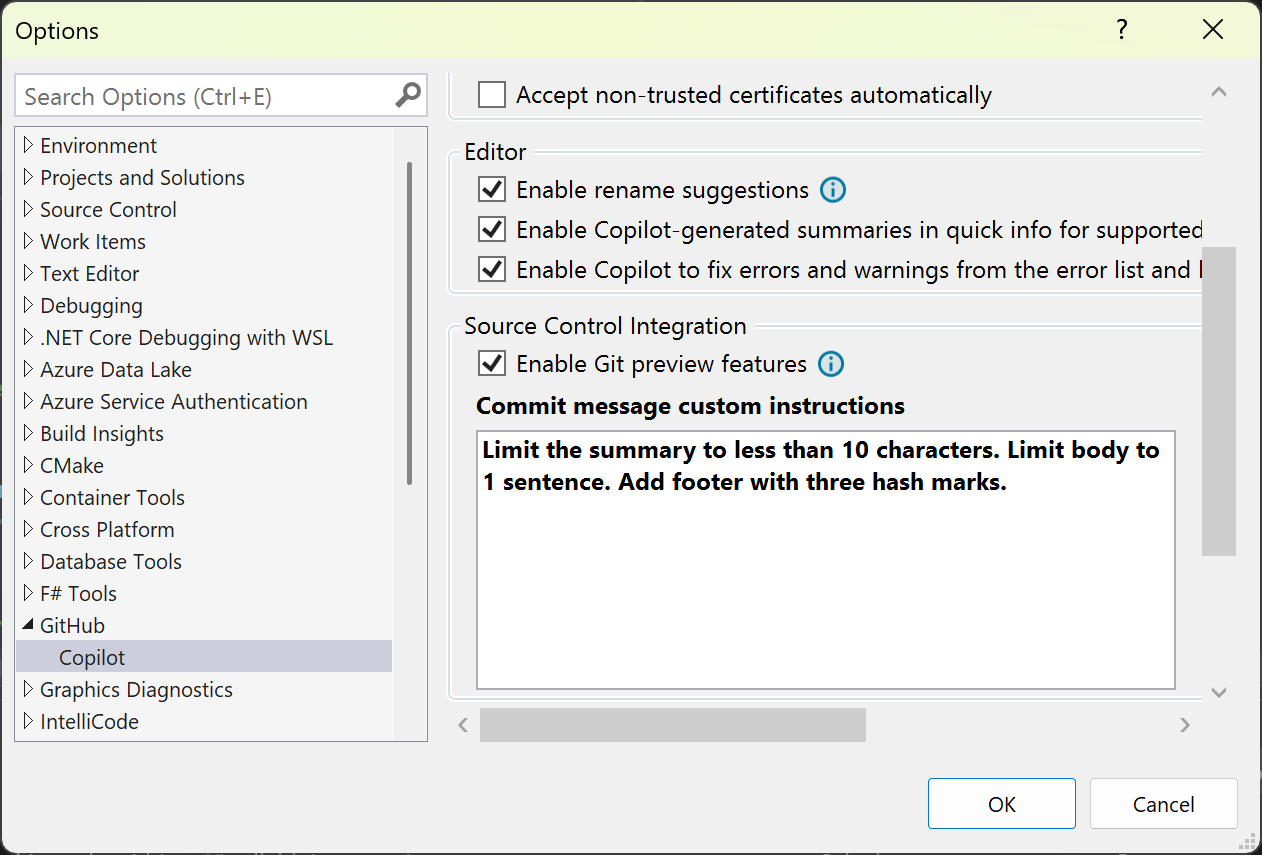 Options
?
Search Options (Ctrl+E)
Environment
Projects and Solutions
Source Control
Work Items
Text Editor
Debugging
.NET Core Debugging with WSL
Azure Data Lake
Azure Service Authentication
Build Insights
CMake
Container Tools
Cross Platform
Database Tools
F# Tools
GitHub
Copilot
Graphics Diagnostics
IntelliCode
Accept non-trusted certificates automatically
Editor
Enable rename suggestions
Enable Copilot-generated summaries in quick info for supported
Enable Copilot to fix errors and warnings from the error list and
Source Control Integration
Enable Git preview features
Commit message custom instructions
Limit the summary to less than 10 characters. Limit body to
1 sentence. Add footer with three hash marks.
OK
Cancel